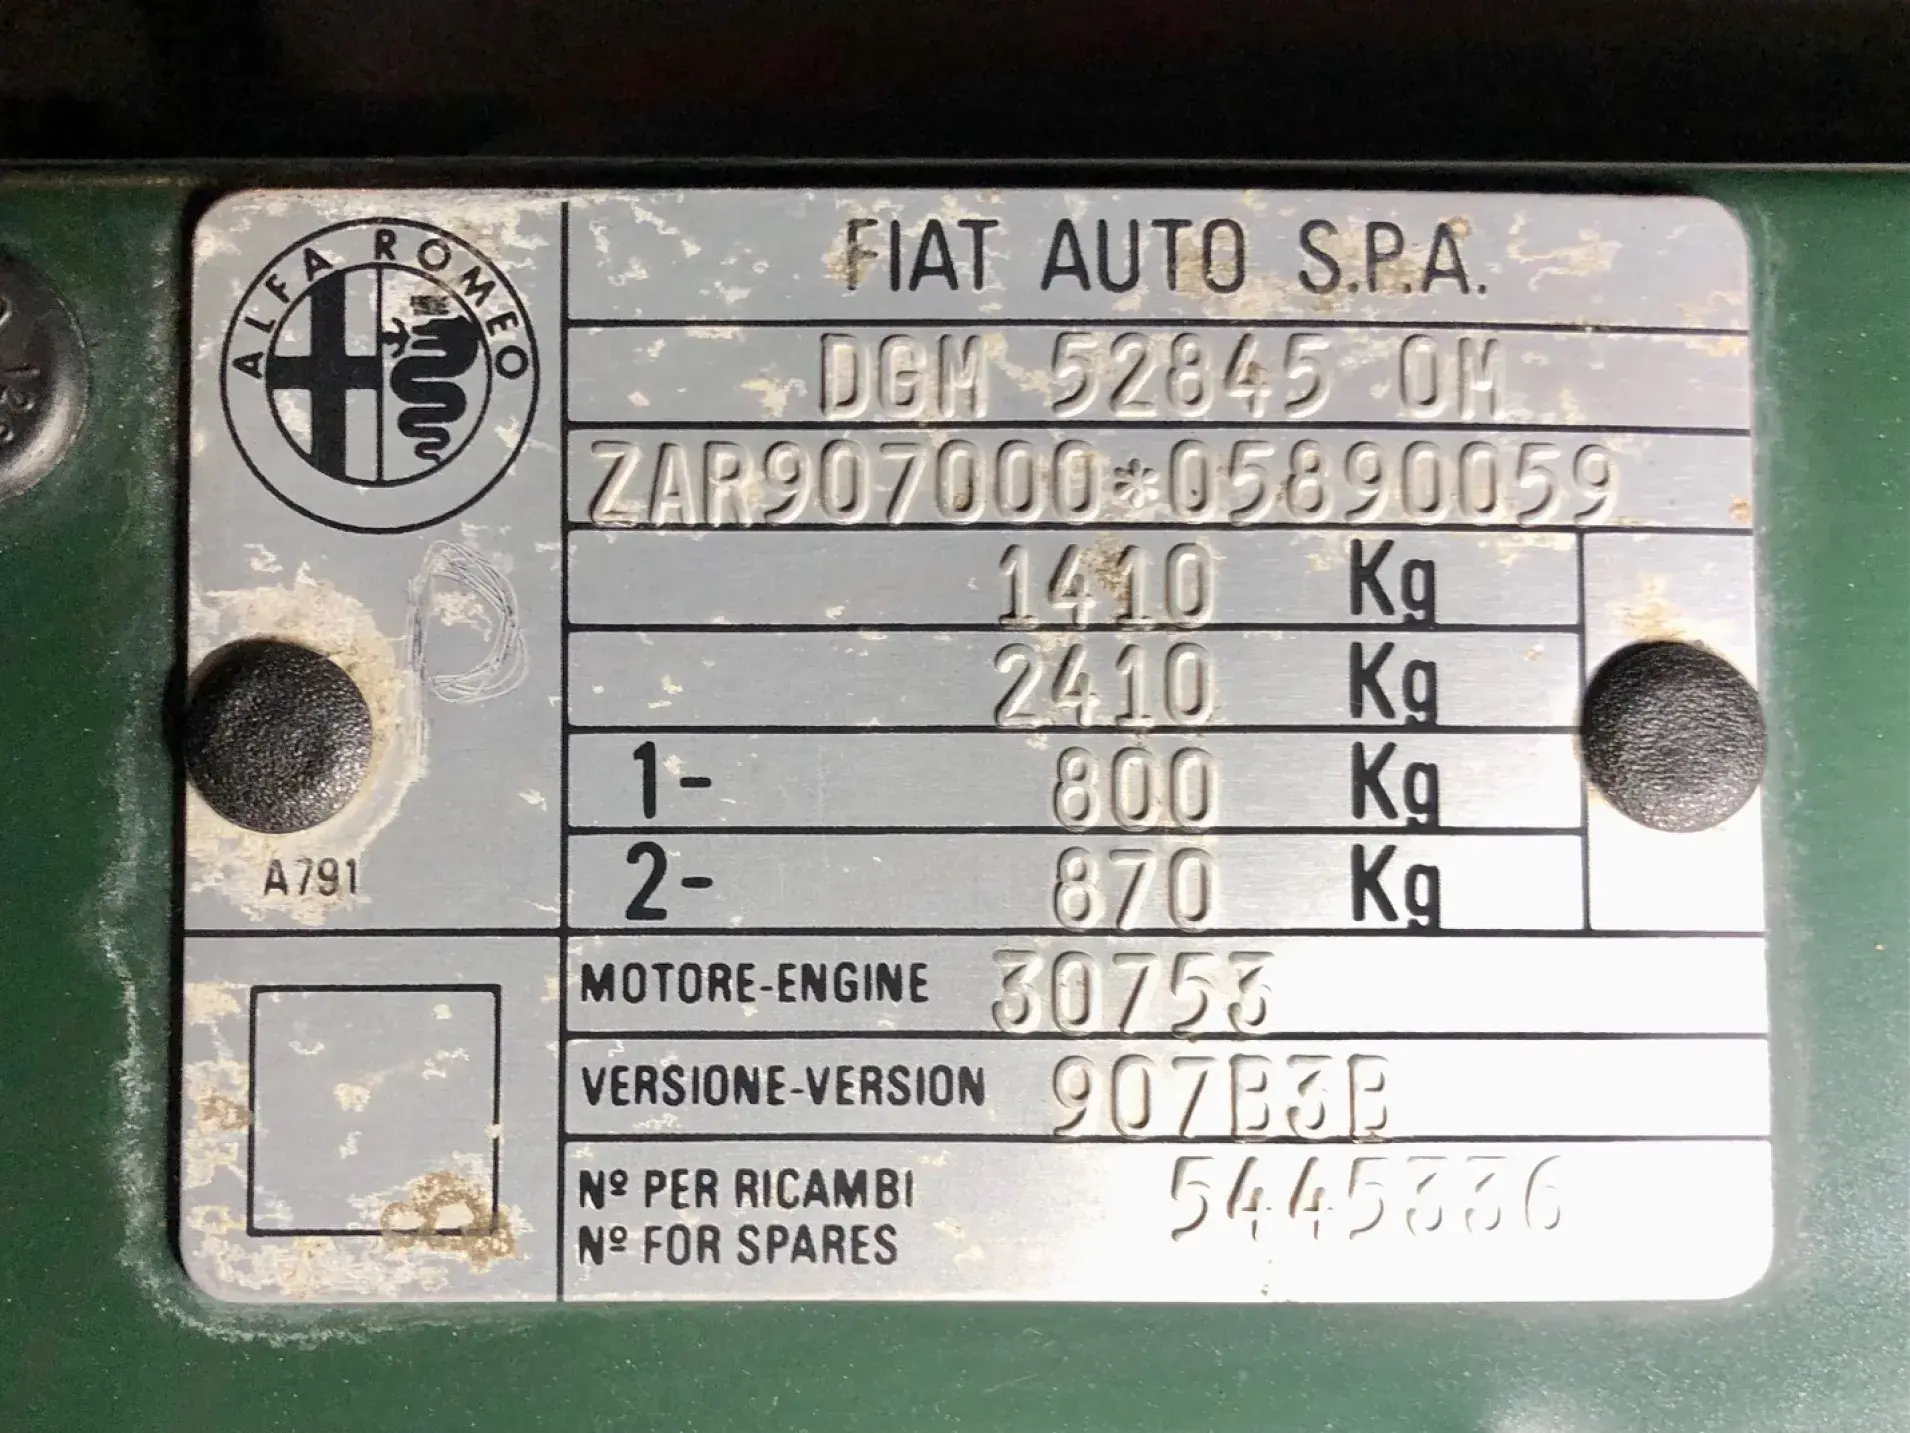 ALFA ROMEO
FIAT AUTO S.P.A.
DGM 52845 OM
ZAR907000*05890059
1410 Kg
2410 Kg
1- 800 Kg
2- 870 Kg
A791
MOTORE-ENGINE 30753
VERSIONE-VERSION 907B3B
Nº PER RICAMBI 5445336
Nº FOR SPARES